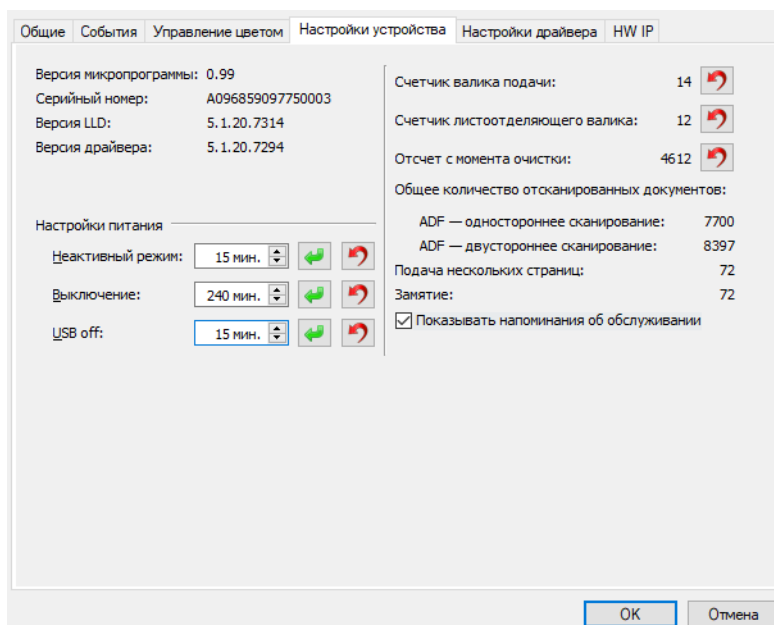 Общие События Управление цветом Настройки устройства Настройки драйвера HW IP
Версия микропрограммы: 0.99
Серийный номер: A096859097750003
Версия LLD: 5.1.20.7314
Версия драйвера: 5.1.20.7294
Настройки питания
Неактивный режим: 15 мин.
Выключение: 240 мин.
USB off: 15 мин.
Счетчик валика подачи: 14
Счетчик листоотделяющего валика: 12
Отсчет с момента очистки: 4612
Общее количество отсканированных документов:
ADF — одностороннее сканирование: 7700
ADF — двустороннее сканирование: 8397
Подача нескольких страниц: 72
Замятие: 72
Показывать напоминания об обслуживании
OK Отмена